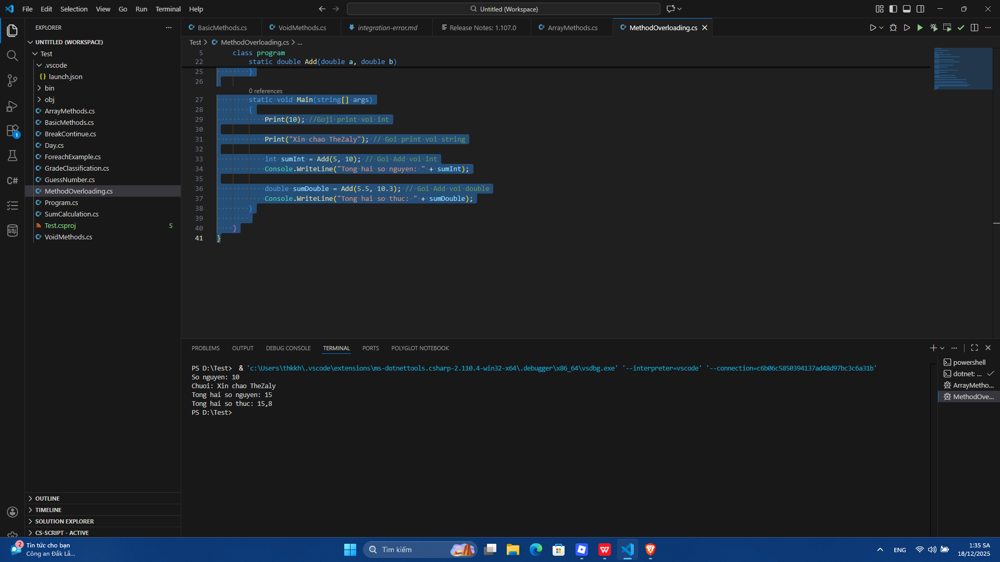 File Edit Selection View Go Run Terminal Help
Untitled (Workspace)
EXPLORER
UNTITLED (WORKSPACE)
Test
.vscode
launch.json
bin
obj
ArrayMethods.cs
BasicMethods.cs
BreakContinue.cs
Day.cs
ForeachExample.cs
GradeClassification.cs
GuessNumber.cs
MethodOverloading.cs
Program.cs
SumCalculation.cs
Test.csproj S
VoidMethods.cs
OUTLINE
TIMELINE
SOLUTION EXPLORER
CS-SCRIPT - ACTIVE
1
C#
SQL
BasicMethods.cs VoidMethods.cs integration-error.md Release Notes: 1.107.0 ArrayMethods.cs MethodOverloading.cs
Test > MethodOverloading.cs > ...
5 class program
22 static double Add(double a, double b)
25 }
26
0 references
27 static void Main(string[] args)
28 {
29 Print(10); //Goji print voi int
30
31 Print("Xin chao TheZaly"); // Goi print voi string
32
33 int sumInt = Add(5, 10); // Goi Add voi int
34 Console.WriteLine("Tong hai so nguyen: " + sumInt);
35
36 double sumDouble = Add(5.5, 10.3); // Goi Add voi double
37 Console.WriteLine("Tong hai so thuc: " + sumDouble);
38 }
39
40 }
41 }
PROBLEMS OUTPUT DEBUG CONSOLE TERMINAL PORTS POLYGLOT NOTEBOOK
PS D:\Test> & 'c:\Users\thkkh\.vscode\extensions\ms-dotnettools.csharp-2.110.4-win32-x64\.debugger\x86_64\vsdbg.exe' '--interpreter=vscode' '--connection=c6b06c5850394137ad48d97bc3c6a31b'
So nguyen: 10
Chuoi: Xin chao TheZaly
Tong hai so nguyen: 15
Tong hai so thuc: 15,8
PS D:\Test>
powershell
dotnet: ...
ArrayMetho...
MethodOve...
2
Tin tức cho bạn
Công an Đắk Lắ...
Tìm kiếm
ENG
1:35 SA
18/12/2025